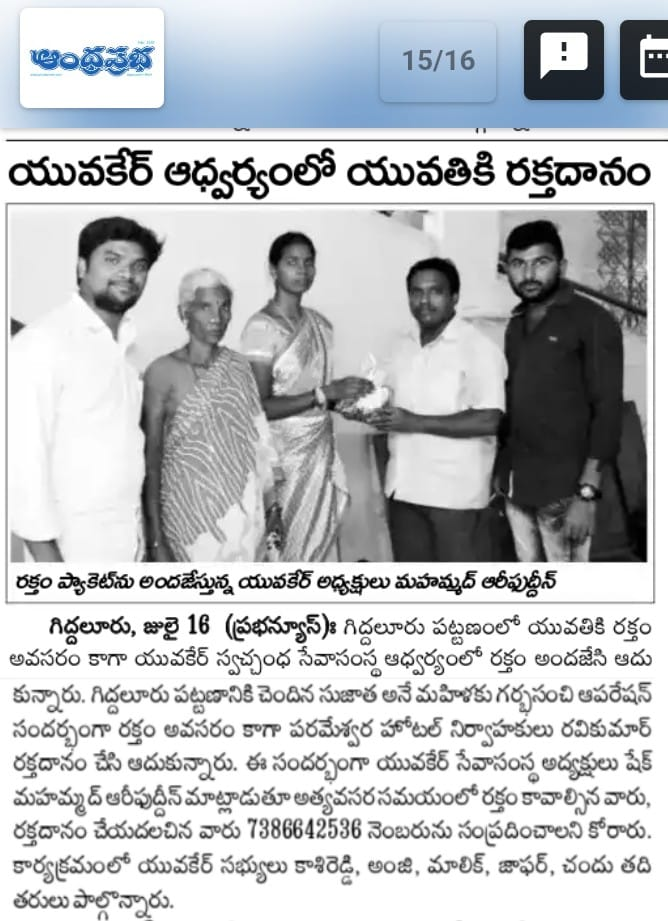 ఆంధ్రప్రభ
15/16
యువకేర్ ఆధ్వర్యంలో యువతికి రక్తదానం
రక్తం ప్యాకెట్‌ను అందజేస్తున్న యువకేర్ అధ్యక్షులు మహమ్మద్ ఆరీఫుద్దీన్
గిద్దలూరు, జులై 16 (ప్రభన్యూస్): గిద్దలూరు పట్టణంలో యువతికి రక్తం
అవసరం కాగా యువకేర్ స్వచ్ఛంధ సేవాసంస్థ ఆధ్వర్యంలో రక్తం అందజేసి ఆదు
కున్నారు. గిద్దలూరు పట్టణానికి చెందిన సుజాత అనే మహిళకు గర్భసంచి ఆపరేషన్
సందర్భంగా రక్తం అవసరం కాగా పరమేశ్వర హోటల్ నిర్వాహకులు రవికుమార్
రక్తదానం చేసి ఆదుకున్నారు. ఈ సందర్భంగా యువకేర్ సేవాసంస్థ అధ్యక్షులు షేక్
మహమ్మద్ ఆరీఫుద్దీన్ మాట్లాడుతూ అత్యవసర సమయంలో రక్తం కావాల్సిన వారు,
రక్తదానం చేయదలచిన వారు 7386642536 నెంబరును సంప్రదించాలని కోరారు.
కార్యక్రమంలో యువకేర్ సభ్యులు కాశిరెడ్డి, అంజి, మాలిక్, జాఫర్, చందు తది
తరులు పాల్గొన్నారు.